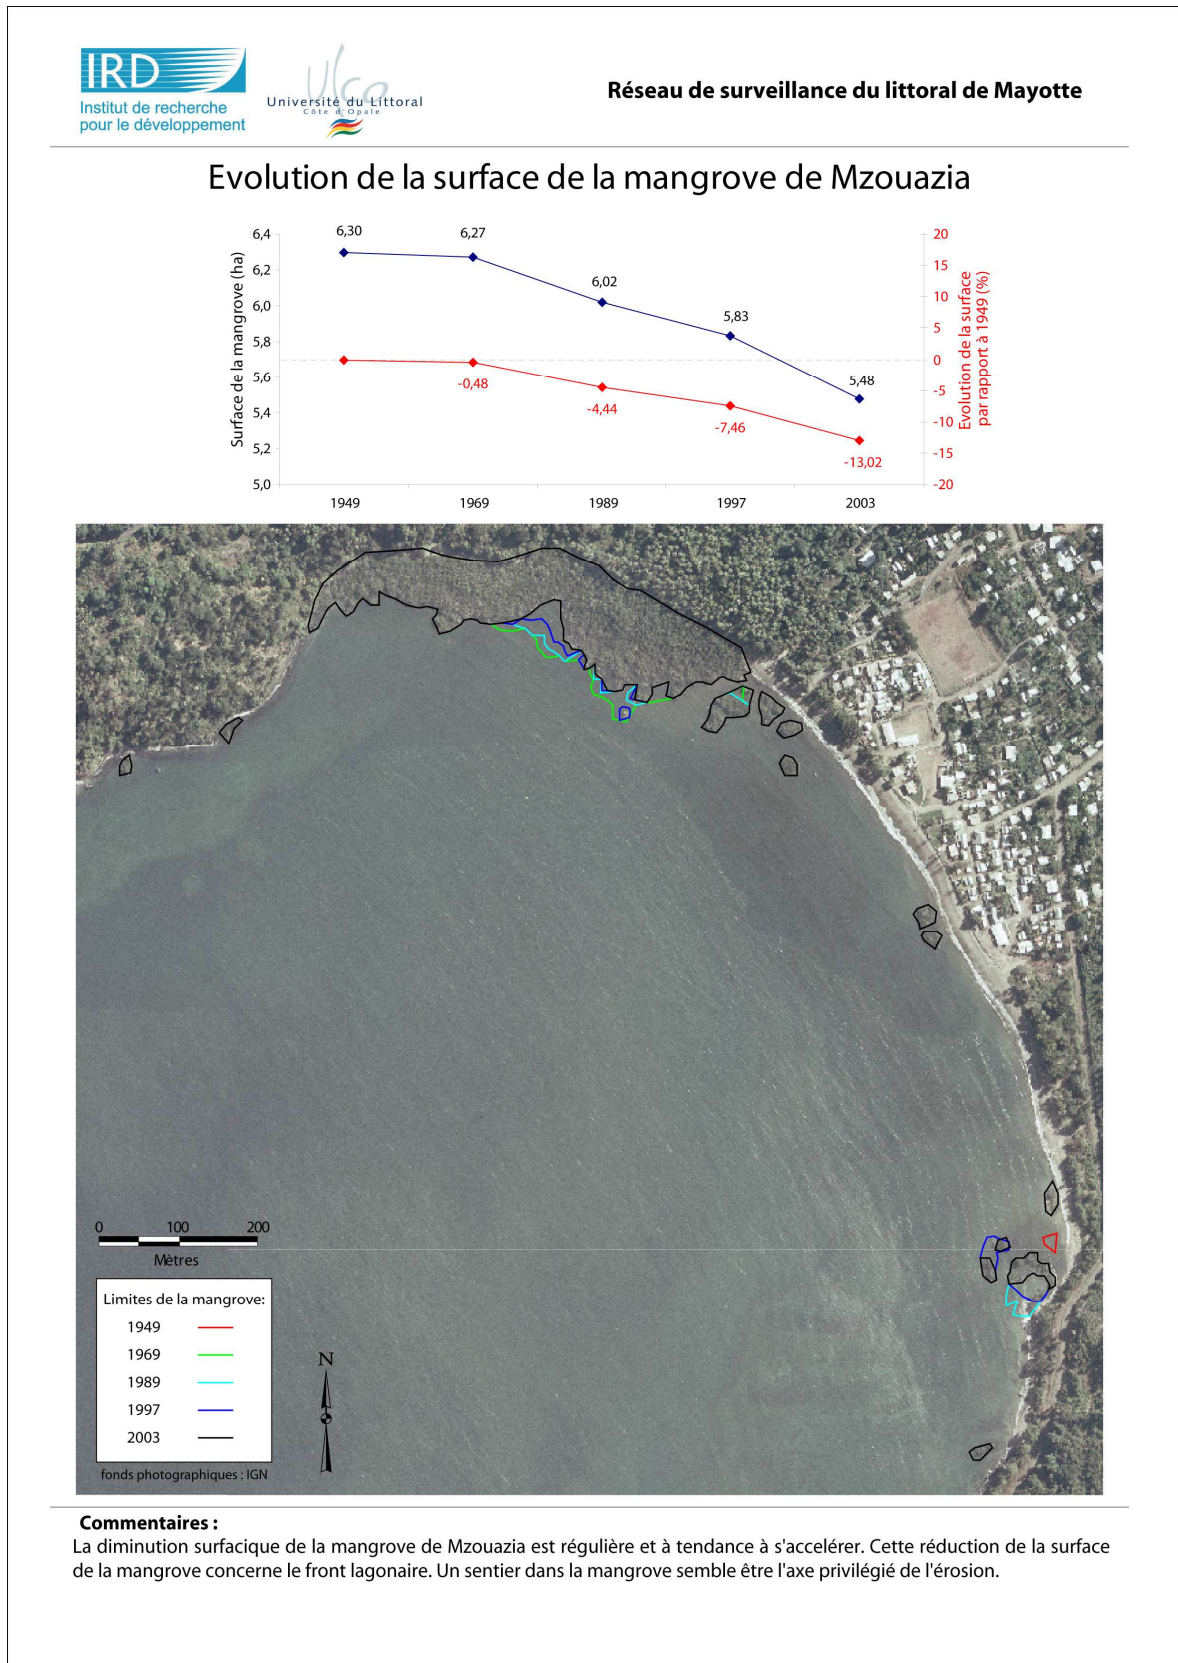 IRD
Institut de recherche
pour le développement
Ulco
Université du Littoral
Côte d'Opale
Réseau de surveillance du littoral de Mayotte
Evolution de la surface de la mangrove de Mzouazia
Surface de la mangrove (ha)
6,4
6,2
6,0
5,8
5,6
5,4
5,2
5,0
6,30
6,27
6,02
5,83
5,48
-0,48
-4,44
-7,46
-13,02
20
15
10
5
0
-5
-10
-15
-20
Evolution de la surface
par rapport à 1949 (%)
1949
1969
1989
1997
2003
0 100 200
Mètres
Limites de la mangrove:
1949
1969
1989
1997
2003
fonds photographiques : IGN
N
Commentaires :
La diminution surfacique de la mangrove de Mzouazia est régulière et à tendance à s'accelérer. Cette réduction de la surface
de la mangrove concerne le front lagonaire. Un sentier dans la mangrove semble être l'axe privilégié de l'érosion.